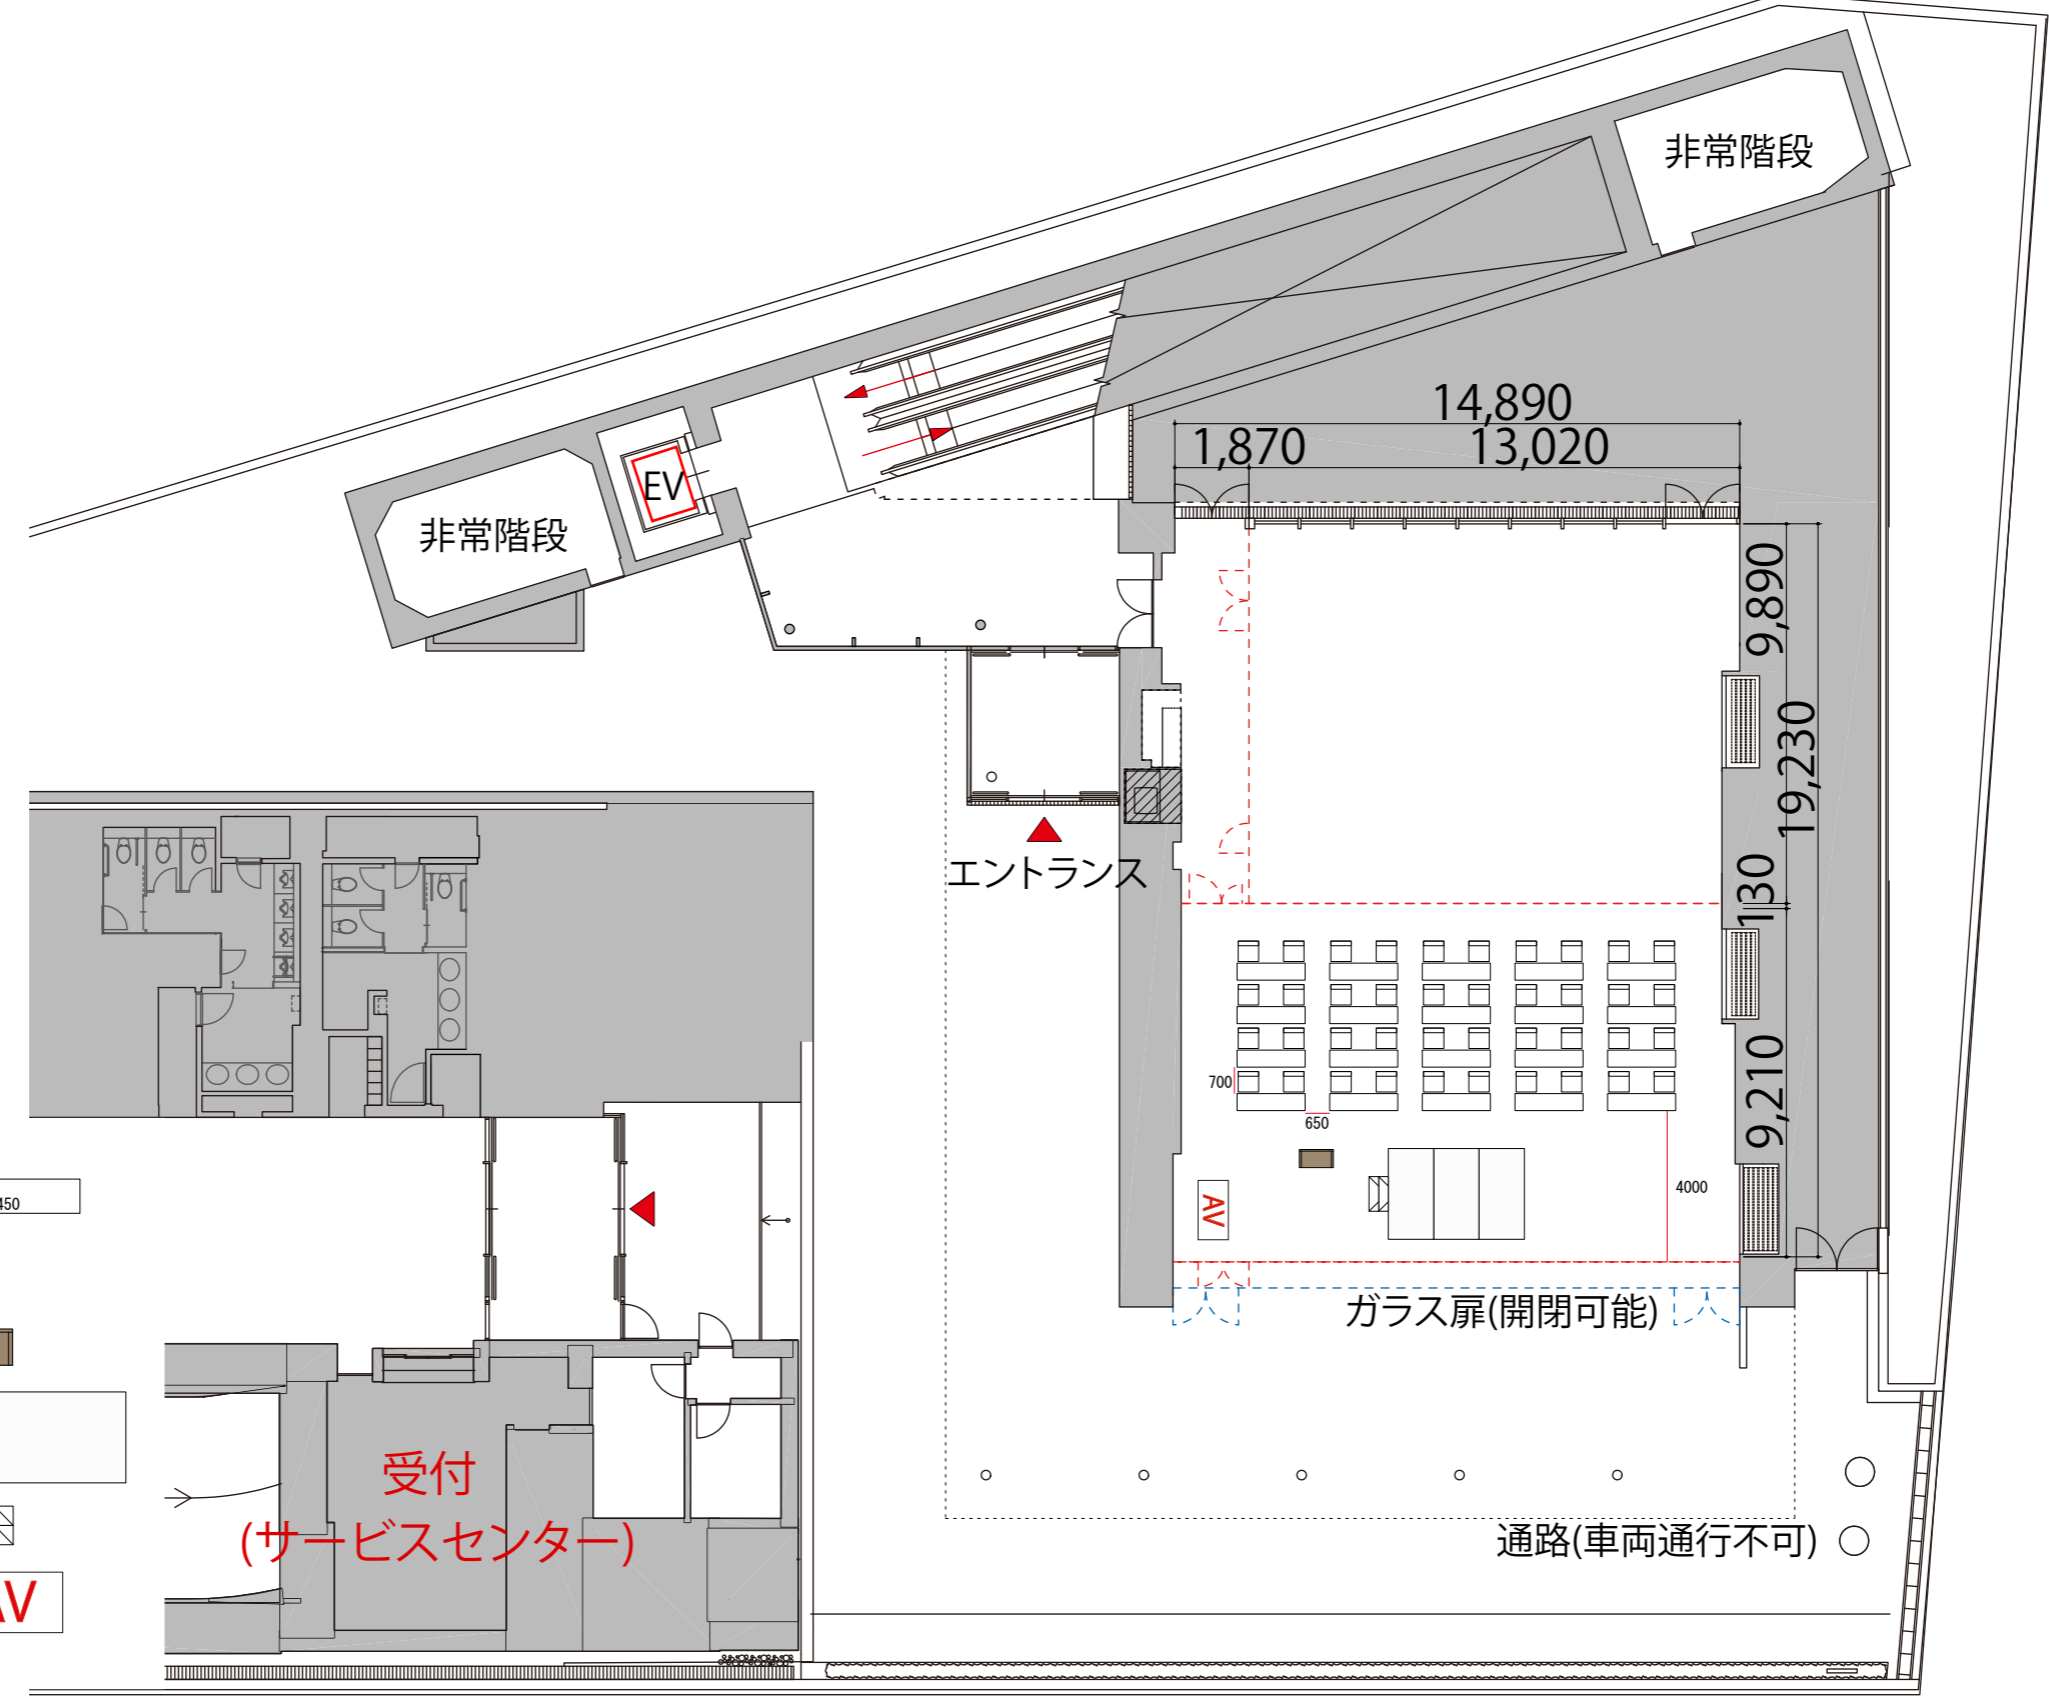 非常階段
14,890
1,870
13,020
EV
非常階段
9,890
19,230
エントランス
130
700
650
9,210
450
AV
4000
ガラス扉(開閉可能)
受付
(サービスセンター)
通路(車両通行不可)
AV